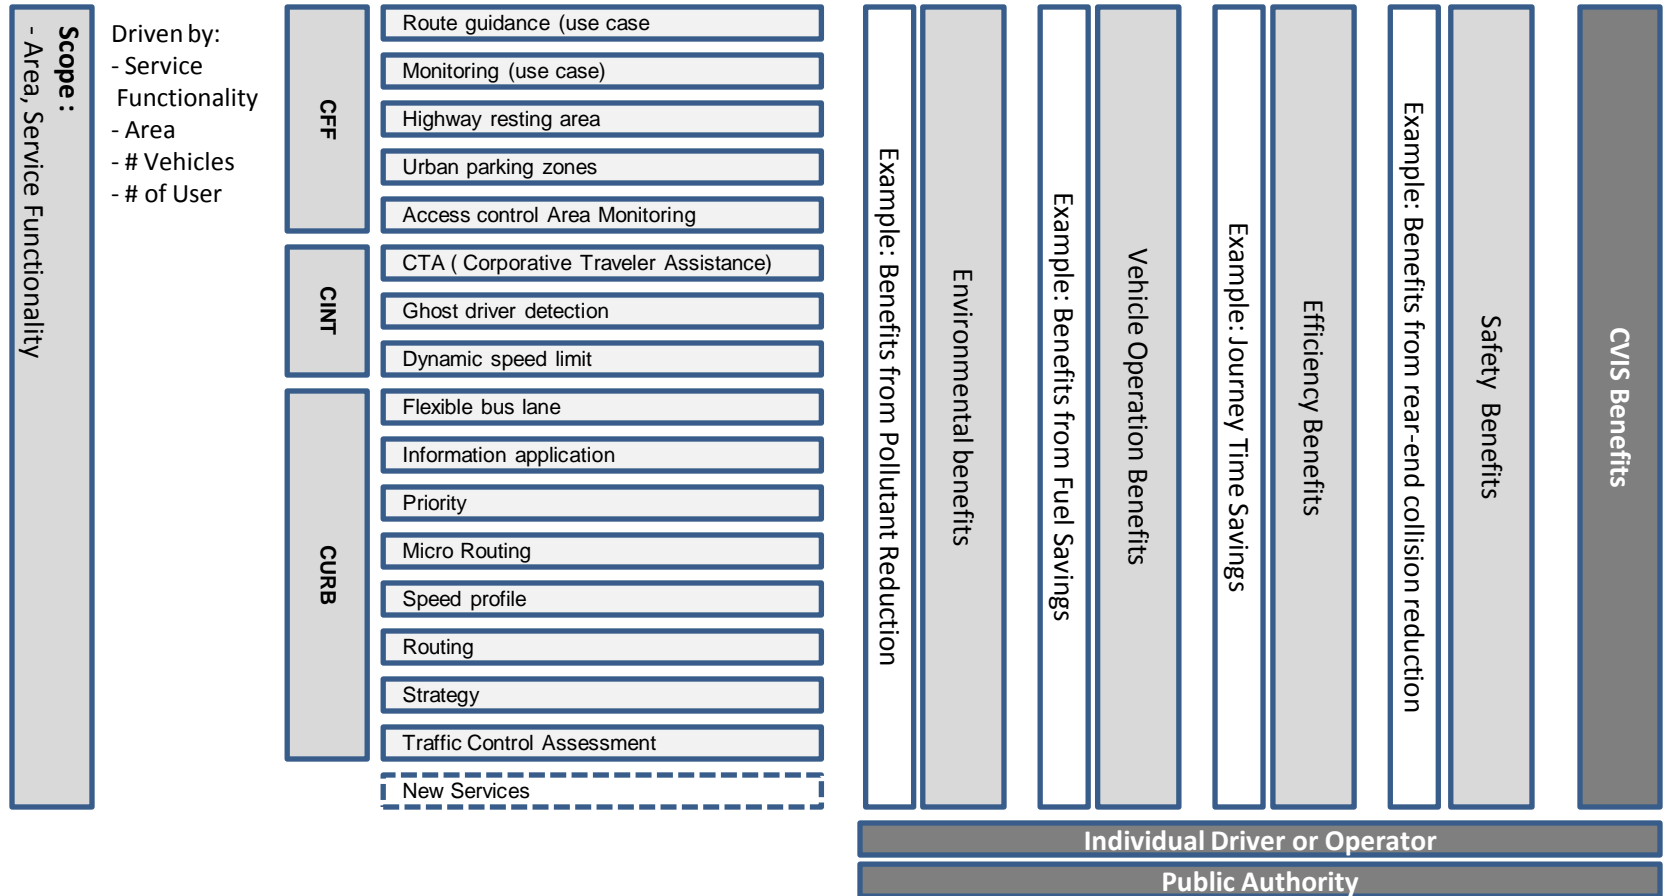 Scope :
- Area, Service Functionality
Driven by:
- Service
Functionality
- Area
- # Vehicles
- # of User
CFF
Route guidance (use case
Monitoring (use case)
Highway resting area
Urban parking zones
Access control Area Monitoring
CINT
CTA ( Corporative Traveler Assistance)
Ghost driver detection
Dynamic speed limit
CURB
Flexible bus lane
Information application
Priority
Micro Routing
Speed profile
Routing
Strategy
Traffic Control Assessment
New Services
Example: Benefits from Pollutant Reduction
Environmental benefits
Example: Benefits from Fuel Savings
Vehicle Operation Benefits
Example: Journey Time Savings
Efficiency Benefits
Example: Benefits from rear-end collision reduction
Safety Benefits
CVIS Benefits
Individual Driver or Operator
Public Authority